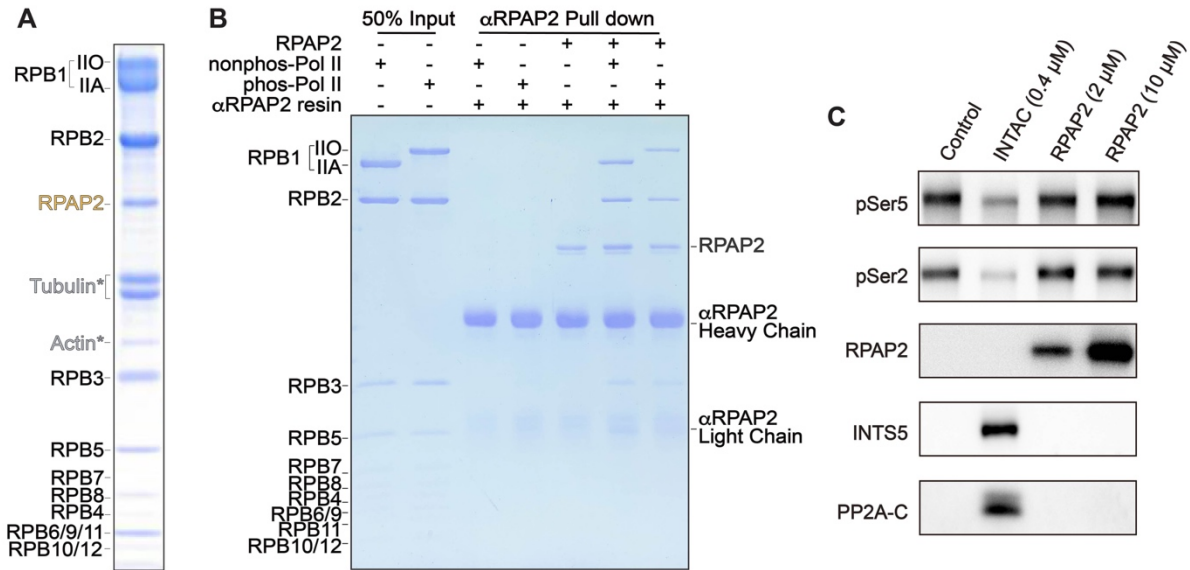 A
RPB1
IIO
IIA
RPB2
RPAP2
Tubulin*
Actin*
RPB3
RPB5
RPB7
RPB8
RPB4
RPB6/9/11
RPB10/12
B
50% Input
αRPAP2 Pull down
RPAP2 - - - - + + +
nonphos-Pol II + - + - - + -
phos-Pol II - + - + - - +
αRPAP2 resin - - + + + + +
RPB1
IIO
IIA
RPB2
RPB3
RPB5
RPB7
RPB8
RPB4
RPB6/9
RPB11
RPB10/12
RPAP2
αRPAP2
Heavy Chain
αRPAP2
Light Chain
C
Control
INTAC (0.4 μM)
RPAP2 (2 μM)
RPAP2 (10 μM)
pSer5
pSer2
RPAP2
INTS5
PP2A-C